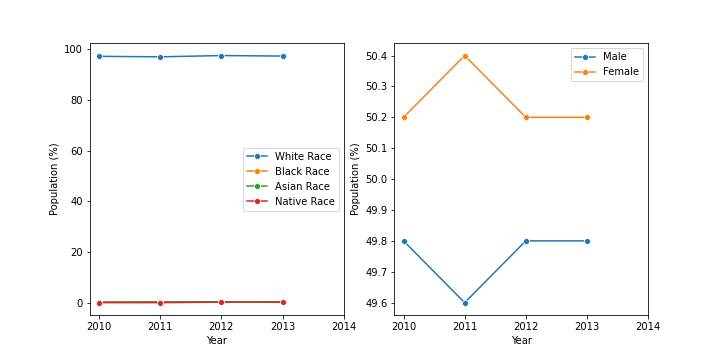 100
80
60
40
20
0
Population (%)
2010 2011 2012 2013 2014
Year
White Race
Black Race
Asian Race
Native Race
50.4
50.3
50.2
50.1
50.0
49.9
49.8
49.7
49.6
Population (%)
2010 2011 2012 2013 2014
Year
Male
Female